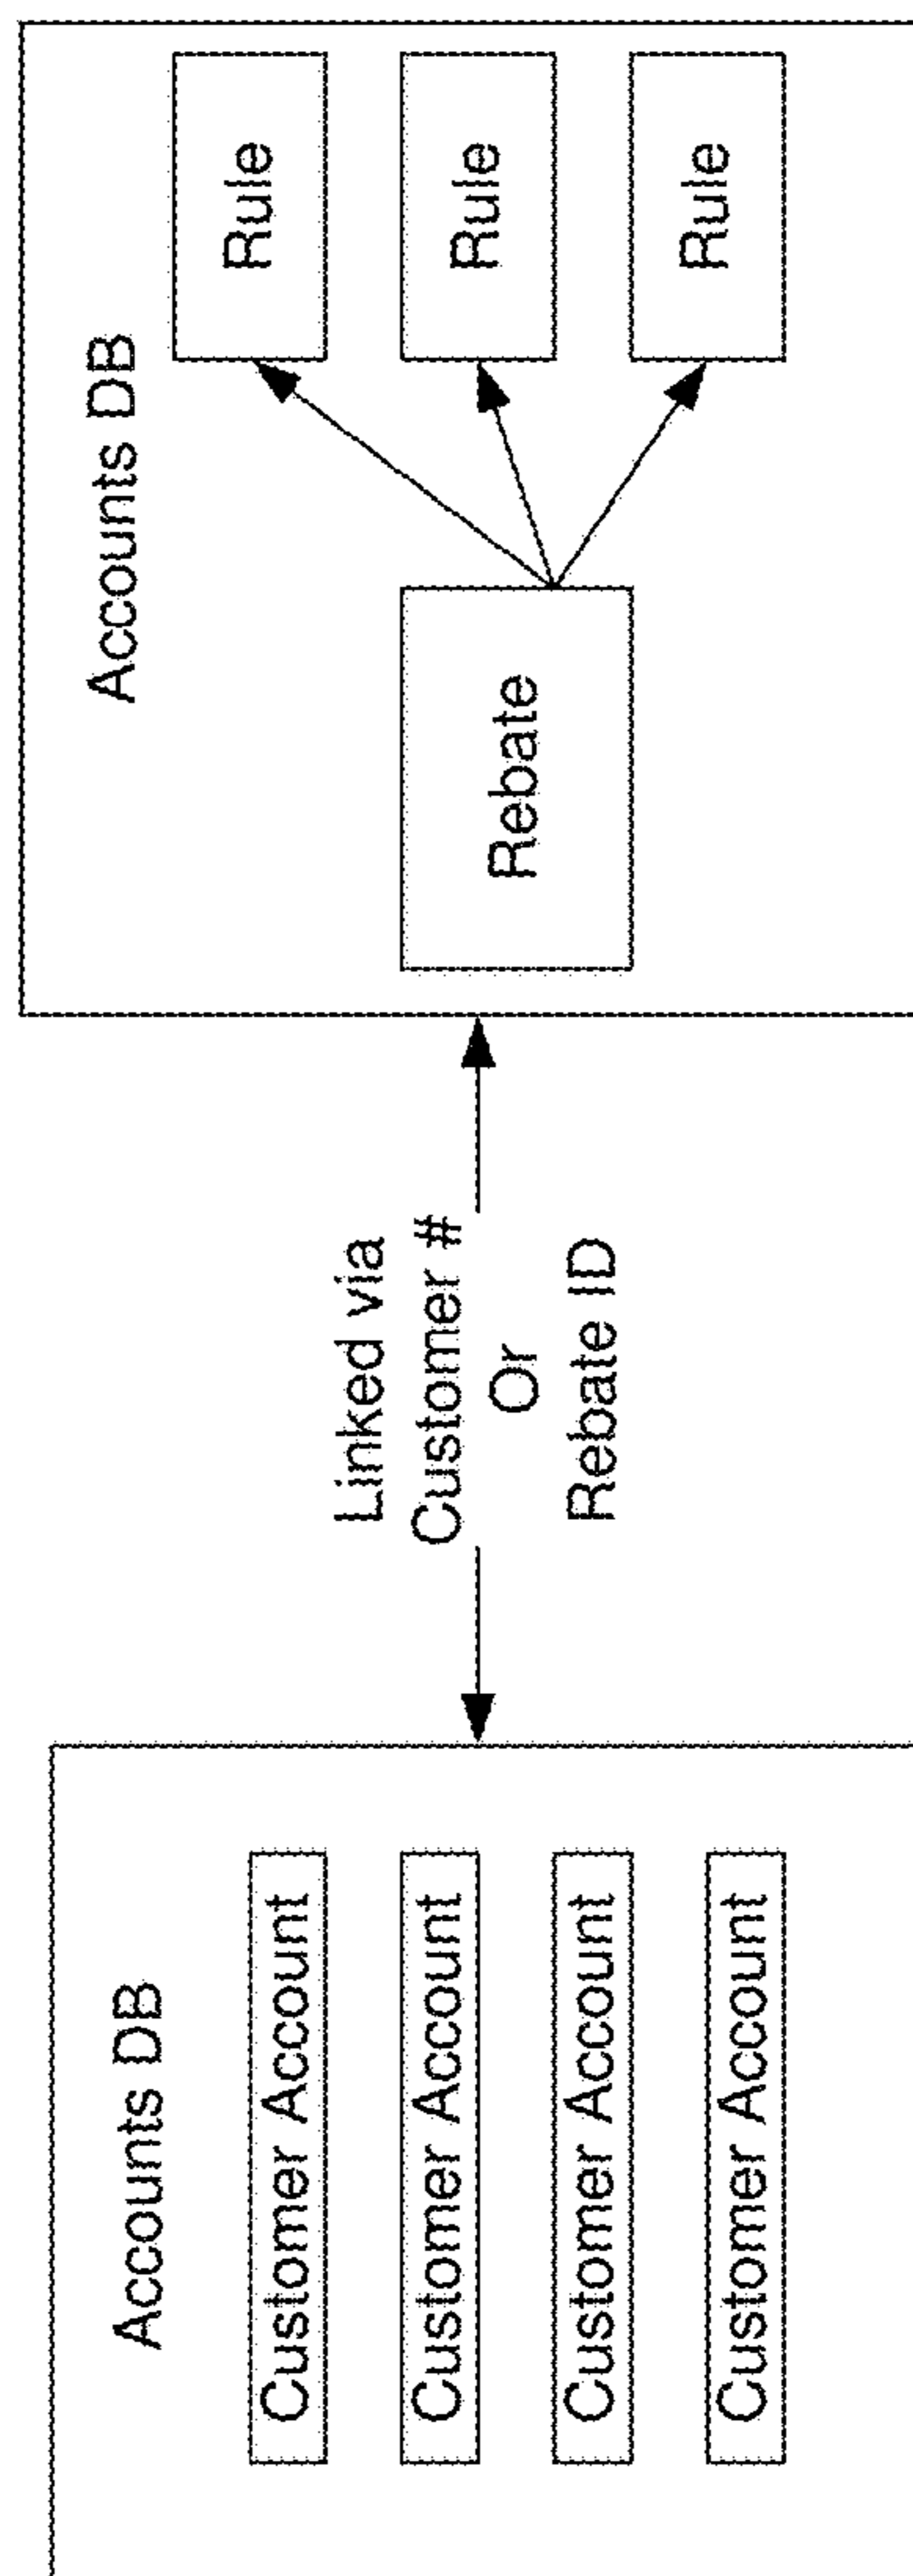 Accounts DB
Customer Account
Customer Account
Customer Account
Customer Account
Linked via
Customer #
Or
Rebate ID
Accounts DB
Rebate
Rule
Rule
Rule